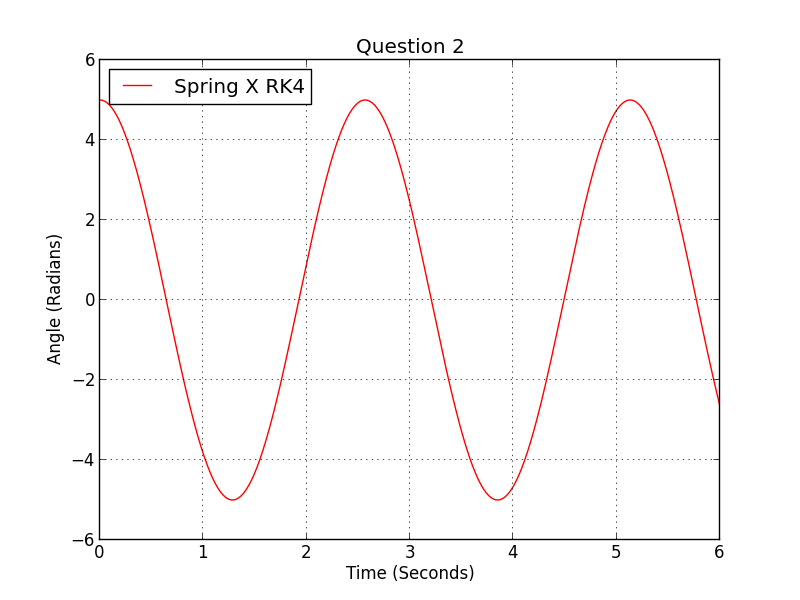 Question 2
Spring X RK4
6
4
2
0
−2
−4
−6
Angle (Radians)
0 1 2 3 4 5 6
Time (Seconds)